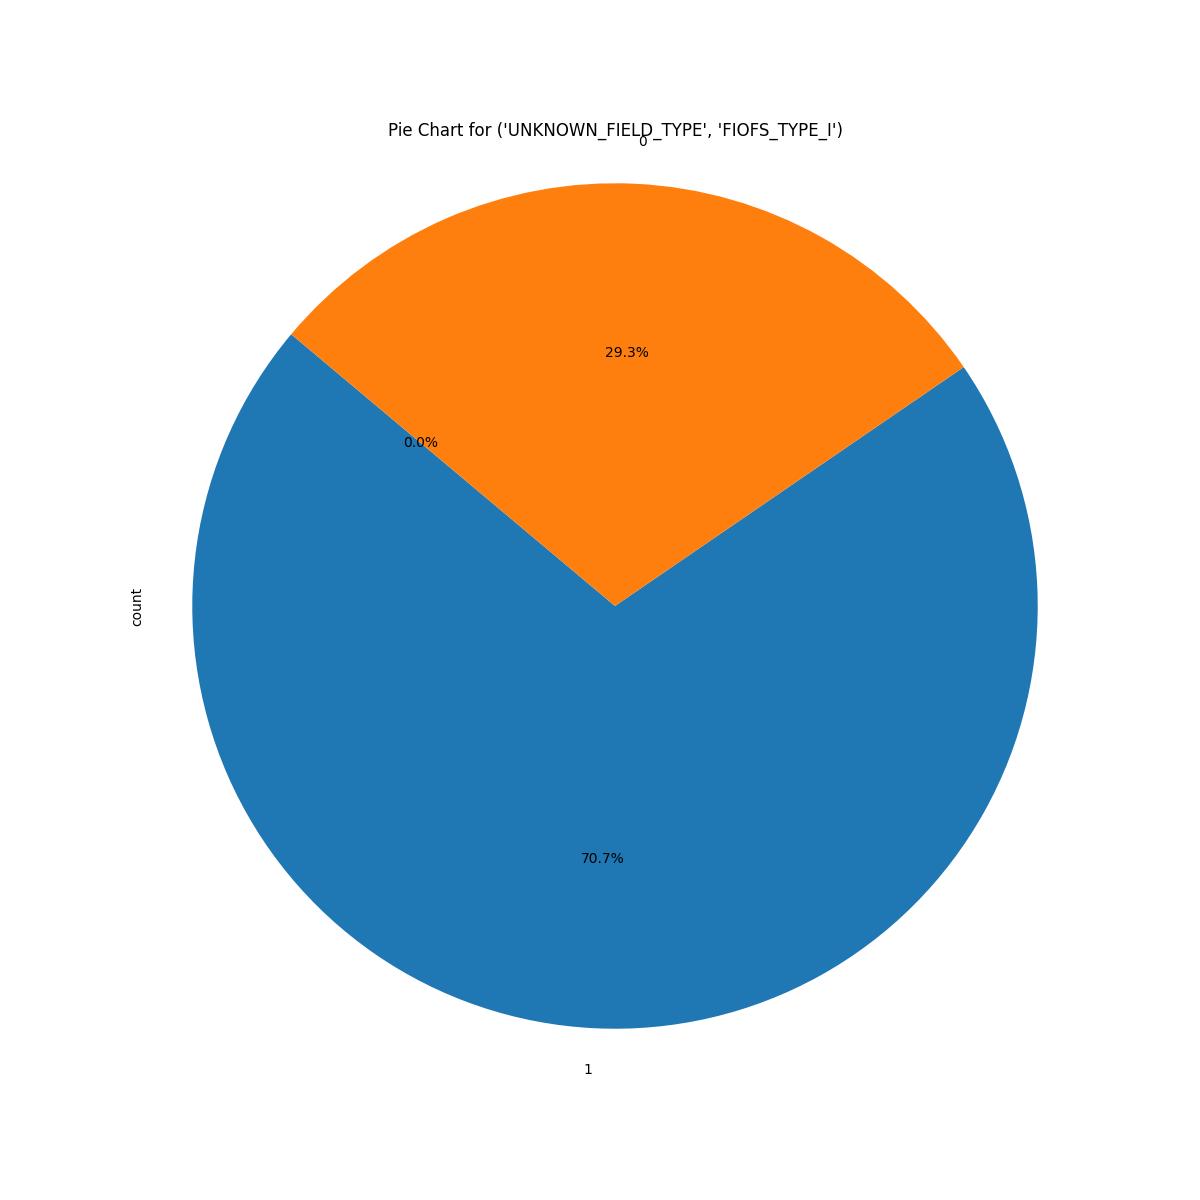 Pie Chart for ('UNKNOWN_FIELD_TYPE', 'FIOFS_TYPE_I')
0
29.3%
0.0%
count
70.7%
1